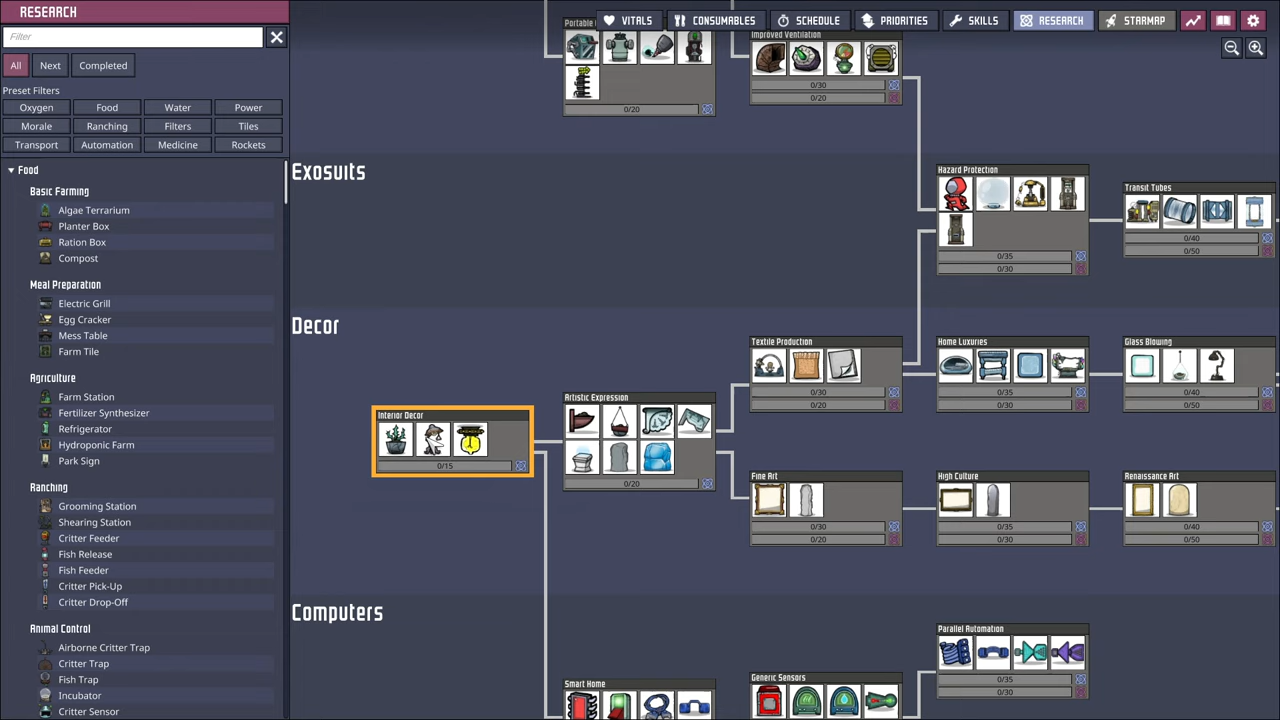 RESEARCH
VITALS
CONSUMABLES
SCHEDULE
PRIORITIES
SKILLS
RESEARCH
STARMAP
Filter
All
Next
Completed
Preset Filters
Oxygen
Food
Water
Power
Morale
Ranching
Filters
Tiles
Transport
Automation
Medicine
Rockets
Food
Basic Farming
Algae Terrarium
Planter Box
Ration Box
Compost
Meal Preparation
Electric Grill
Egg Cracker
Mess Table
Farm Tile
Agriculture
Farm Station
Fertilizer Synthesizer
Refrigerator
Hydroponic Farm
Park Sign
Ranching
Grooming Station
Shearing Station
Critter Feeder
Fish Release
Fish Feeder
Critter Pick-Up
Critter Drop-Off
Animal Control
Airborne Critter Trap
Critter Trap
Fish Trap
Incubator
Critter Sensor
Portable
0/20
Improved Ventilation
0/30
0/20
Exosuits
Hazard Protection
0/35
0/30
Transit Tubes
0/40
0/50
Decor
Interior Decor
0/15
Artistic Expression
0/20
Textile Production
0/30
0/20
Home Luxuries
0/35
0/30
Glass Blowing
0/40
0/50
Fine Art
0/30
0/20
High Culture
0/35
0/30
Renaissance Art
0/40
0/50
Computers
Parallel Automation
0/35
0/30
Smart Home
Generic Sensors